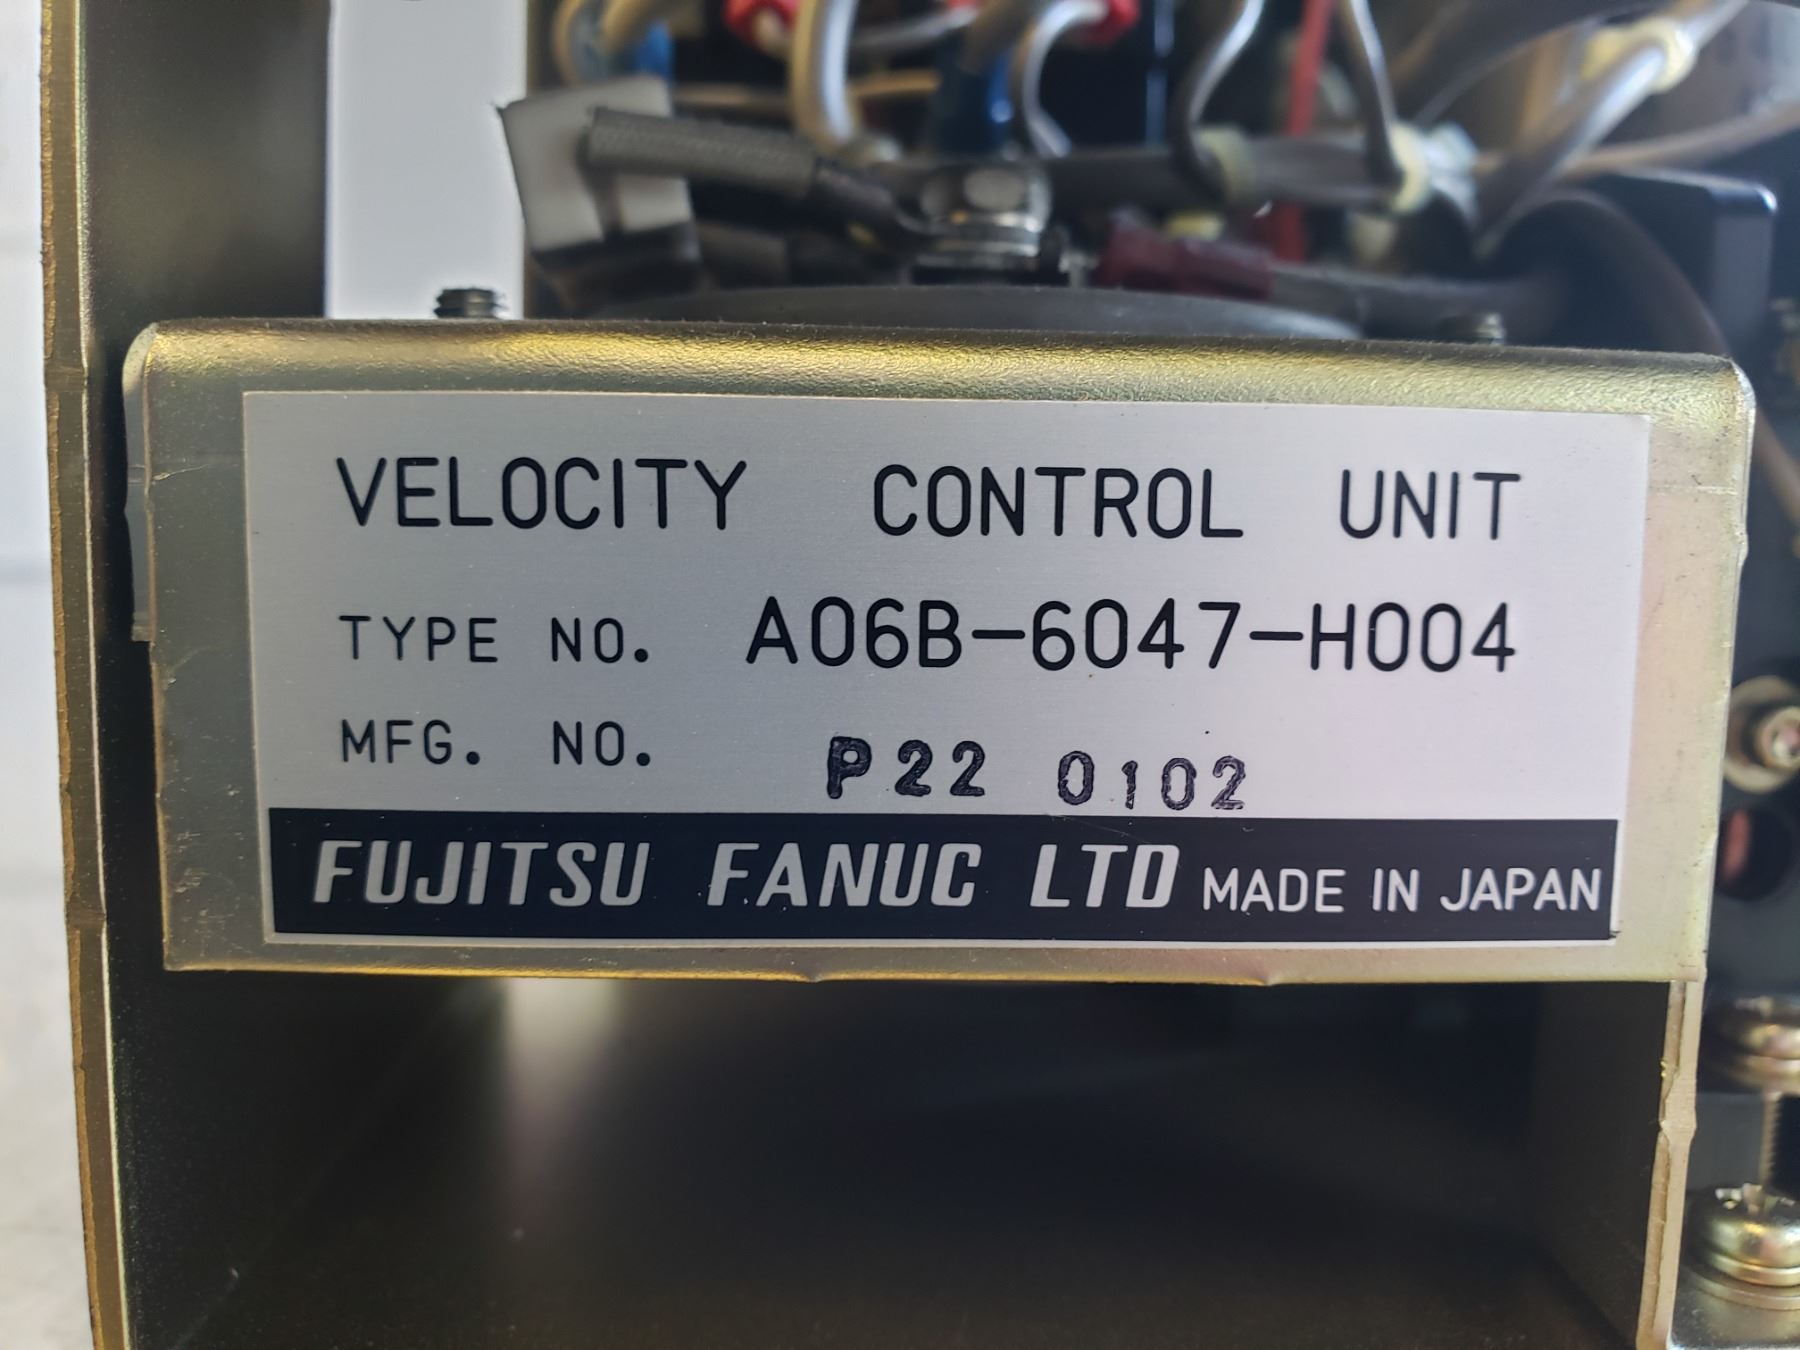 VELOCITY CONTROL UNIT
TYPE NO. A06B-6047-H004
MFG. NO. P22 0102
FUJITSU FANUC LTD MADE IN JAPAN